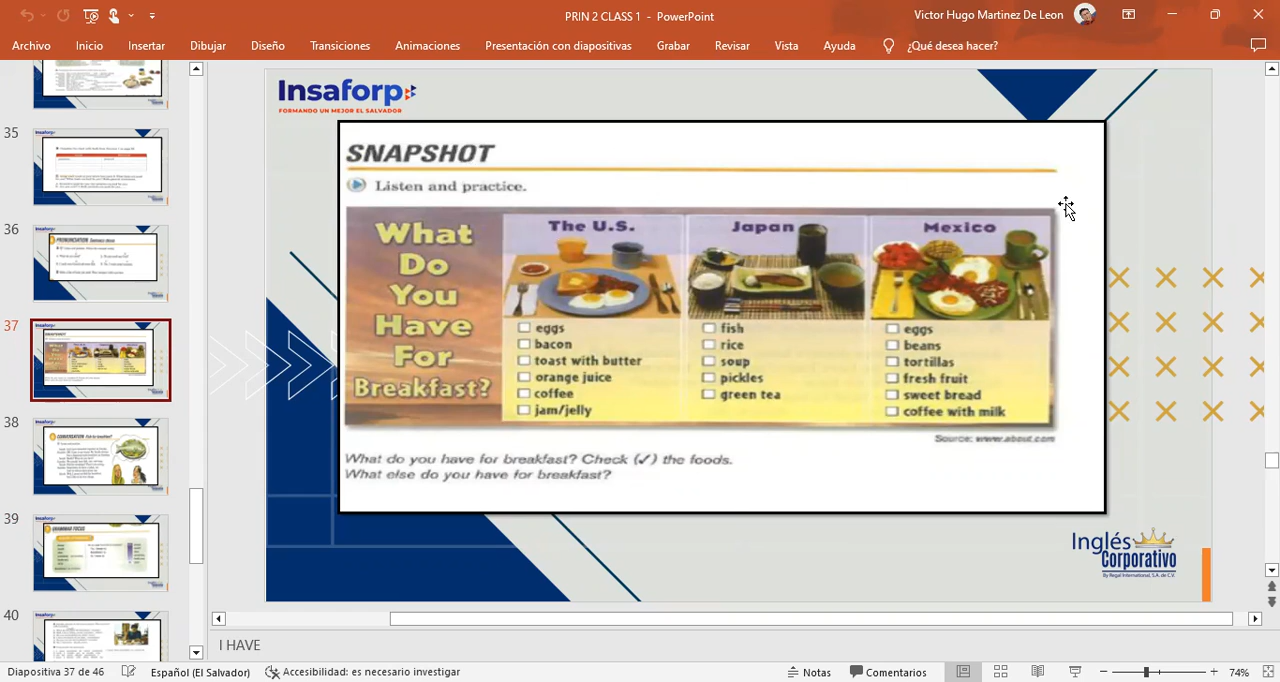 PRIN 2 CLASS 1 - PowerPoint
Victor Hugo Martinez De Leon
Archivo Inicio Insertar Dibujar Diseño Transiciones Animaciones Presentación con diapositivas Grabar Revisar Vista Ayuda ¿Qué desea hacer?
35
36
37
38
39
40
Insaforp
FORMANDO UN MEJOR EL SALVADOR
SNAPSHOT
Listen and practice.
What
Do
You
Have
For
Breakfast?
The U.S.
eggs
bacon
toast with butter
orange juice
coffee
jam/jelly
Japan
fish
rice
soup
pickles
green tea
Mexico
eggs
beans
tortillas
fresh fruit
sweet bread
coffee with milk
Source: www.about.com
What do you have for breakfast? Check (✓) the foods.
What else do you have for breakfast?
Inglés
Corporativo
By Regal International, S.A. de C.V.
I HAVE
Diapositiva 37 de 46 Español (El Salvador) Accesibilidad: es necesario investigar Notas Comentarios 74%